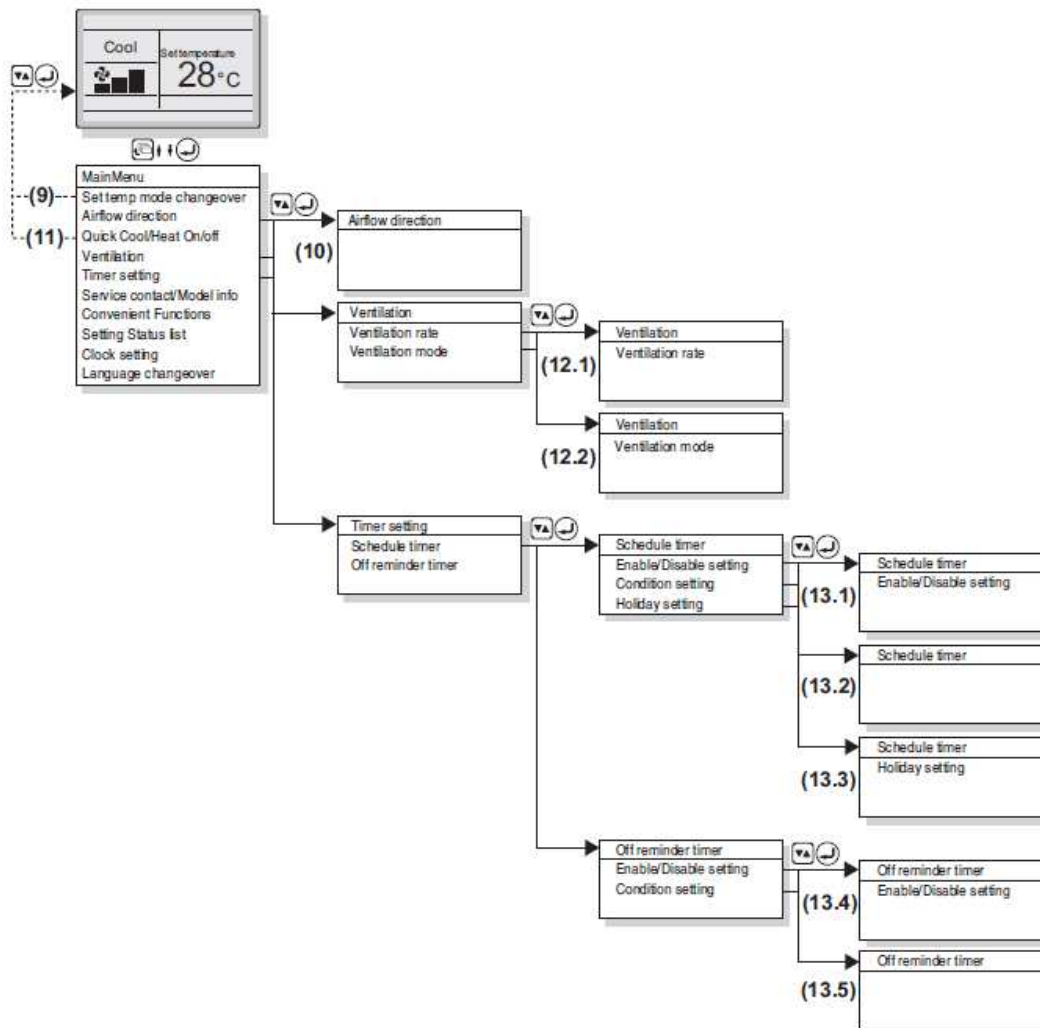 Cool
Set temperature
28°C
MainMenu
(9)
Set temp mode changeover
Airflow direction
(11)
Quick Cool/Heat On/off
Ventilation
Timer setting
Service contact/Model info
Convenient Functions
Setting Status list
Clock setting
Language changeover
Airflow direction
(10)
Ventilation
Ventilation rate
Ventilation mode
Ventilation
Ventilation rate
(12.1)
Ventilation
Ventilation mode
(12.2)
Timer setting
Schedule timer
Off reminder timer
Schedule timer
Enable/Disable setting
Condition setting
Holiday setting
Schedule timer
Enable/Disable setting
(13.1)
Schedule timer
(13.2)
Schedule timer
Holiday setting
(13.3)
Off reminder timer
Enable/Disable setting
Condition setting
Off reminder timer
Enable/Disable setting
(13.4)
Off reminder timer
(13.5)